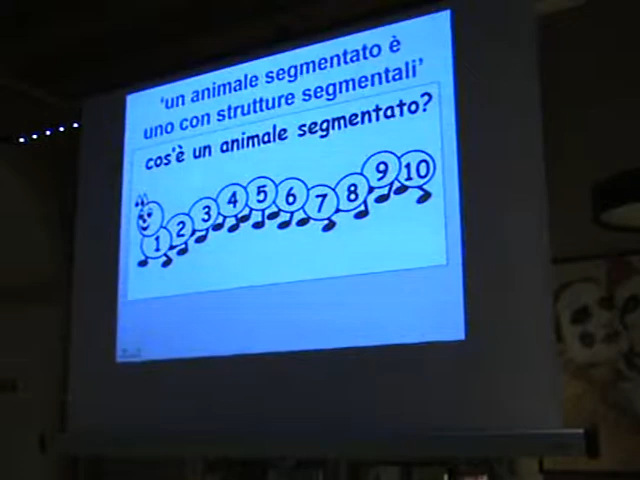 'un animale segmentato è
uno con strutture segmentali'
cos'è un animale segmentato?
1 2 3 4 5 6 7 8 9 10